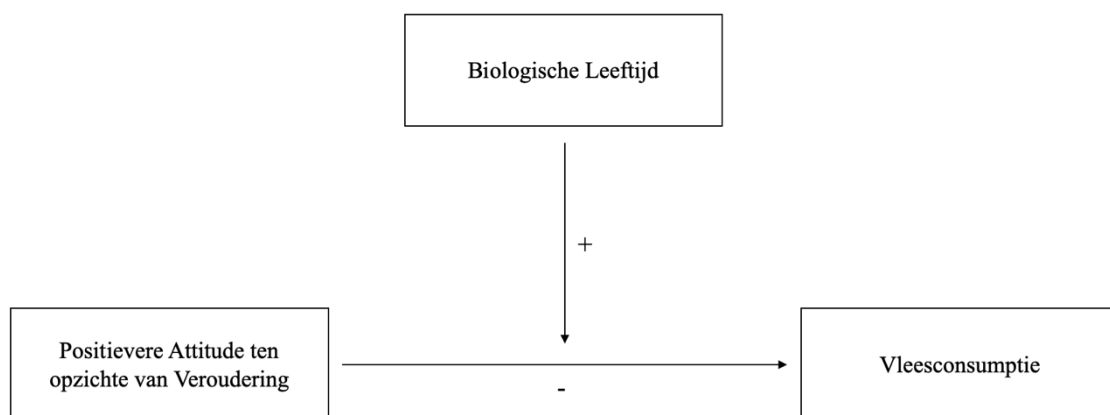 Biologische Leeftijd
+
Positievere Attitude ten
opzichte van Veroudering
-
Vleesconsumptie